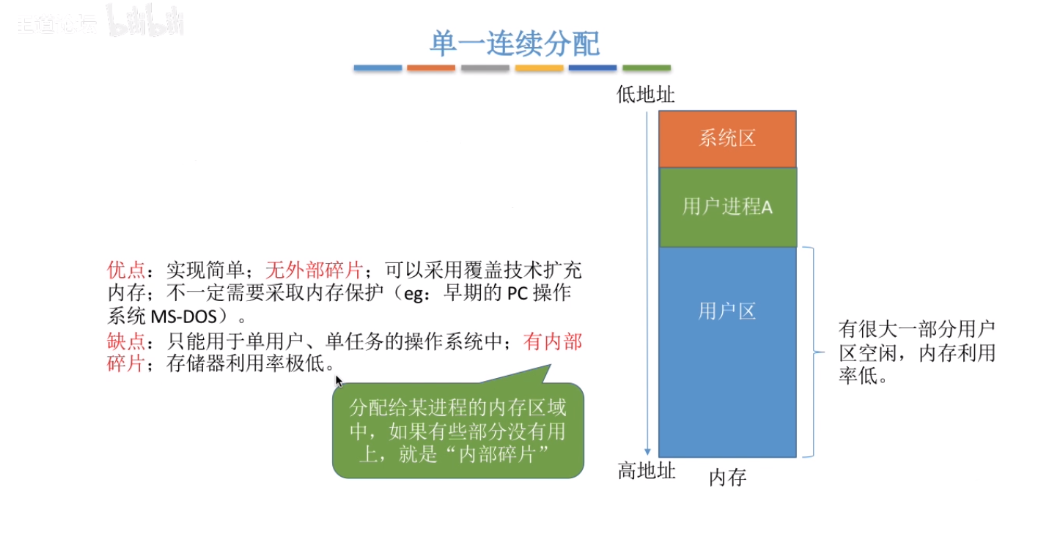 王道论坛
bilibili
单一连续分配
低地址
系统区
用户进程A
用户区
优点：实现简单；无外部碎片；可以采用覆盖技术扩充
内存；不一定需要采取内存保护（eg：早期的 PC 操作
系统 MS-DOS）。
缺点：只能用于单用户、单任务的操作系统中；有内部
碎片；存储器利用率极低。
分配给某进程的内存区域
中，如果有些部分没有用
上，就是“内部碎片”
有很大一部分用户
区空闲，内存利用
率低。
高地址
内存